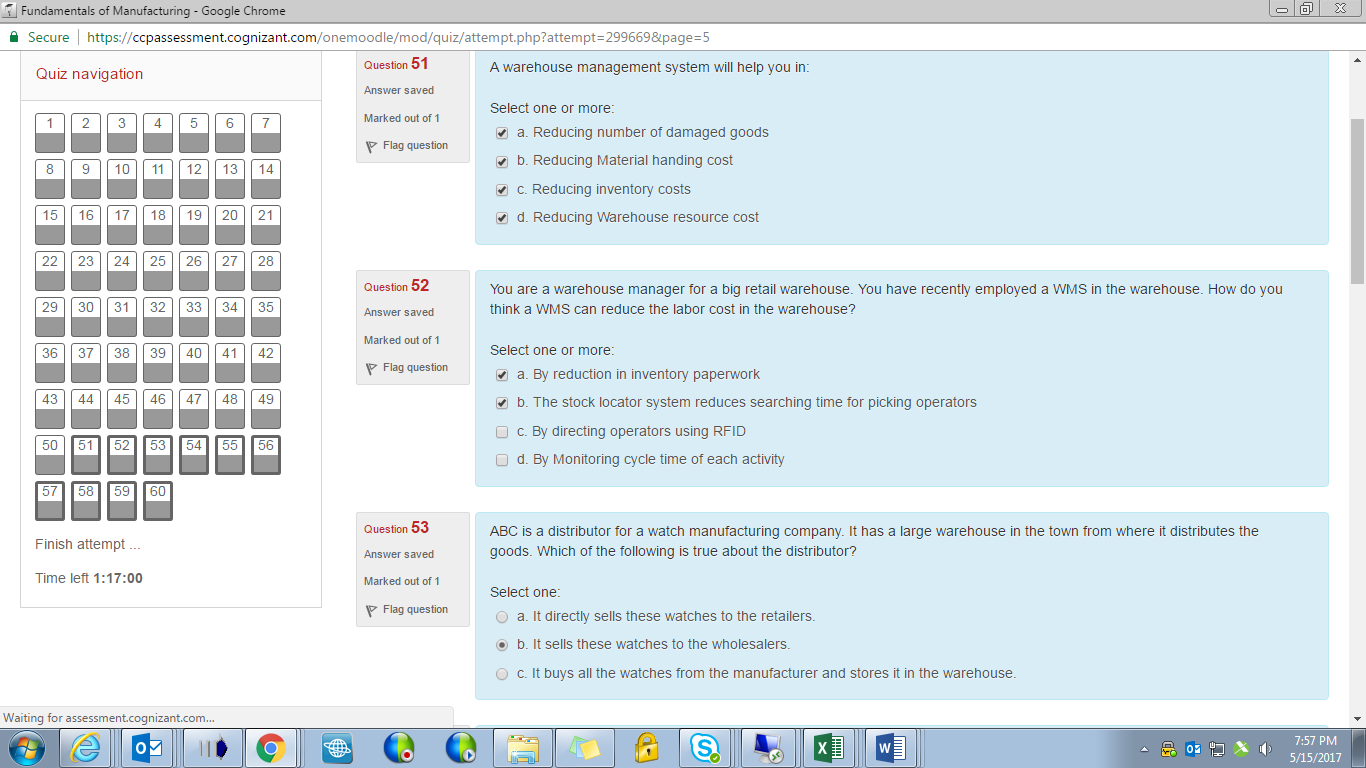 Fundamentals of Manufacturing - Google Chrome
Secure https://ccpassessment.cognizant.com/onemoodle/mod/quiz/attempt.php?attempt=299669&page=5
Quiz navigation
1 2 3 4 5 6 7
8 9 10 11 12 13 14
15 16 17 18 19 20 21
22 23 24 25 26 27 28
29 30 31 32 33 34 35
36 37 38 39 40 41 42
43 44 45 46 47 48 49
50 51 52 53 54 55 56
57 58 59 60
Finish attempt ...
Time left 1:17:00
Question 51
Answer saved
Marked out of 1
Flag question
A warehouse management system will help you in:
Select one or more:
a. Reducing number of damaged goods
b. Reducing Material handing cost
c. Reducing inventory costs
d. Reducing Warehouse resource cost
Question 52
Answer saved
Marked out of 1
Flag question
You are a warehouse manager for a big retail warehouse. You have recently employed a WMS in the warehouse. How do you
think a WMS can reduce the labor cost in the warehouse?
Select one or more:
a. By reduction in inventory paperwork
b. The stock locator system reduces searching time for picking operators
c. By directing operators using RFID
d. By Monitoring cycle time of each activity
Question 53
Answer saved
Marked out of 1
Flag question
ABC is a distributor for a watch manufacturing company. It has a large warehouse in the town from where it distributes the
goods. Which of the following is true about the distributor?
Select one:
a. It directly sells these watches to the retailers.
b. It sells these watches to the wholesalers.
c. It buys all the watches from the manufacturer and stores it in the warehouse.
Waiting for assessment.cognizant.com...
7:57 PM
5/15/2017